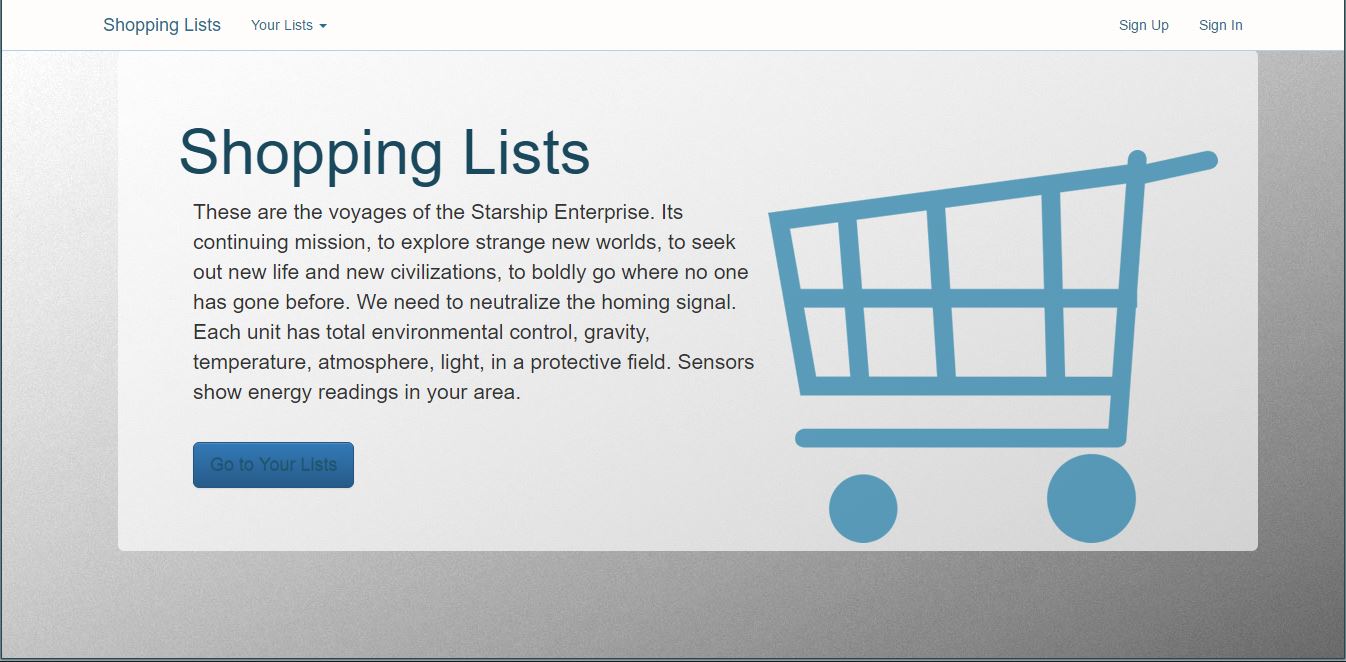 Shopping Lists Your Lists Sign Up Sign In
Shopping Lists
These are the voyages of the Starship Enterprise. Its
continuing mission, to explore strange new worlds, to seek
out new life and new civilizations, to boldly go where no one
has gone before. We need to neutralize the homing signal.
Each unit has total environmental control, gravity,
temperature, atmosphere, light, in a protective field. Sensors
show energy readings in your area.
Go to Your Lists